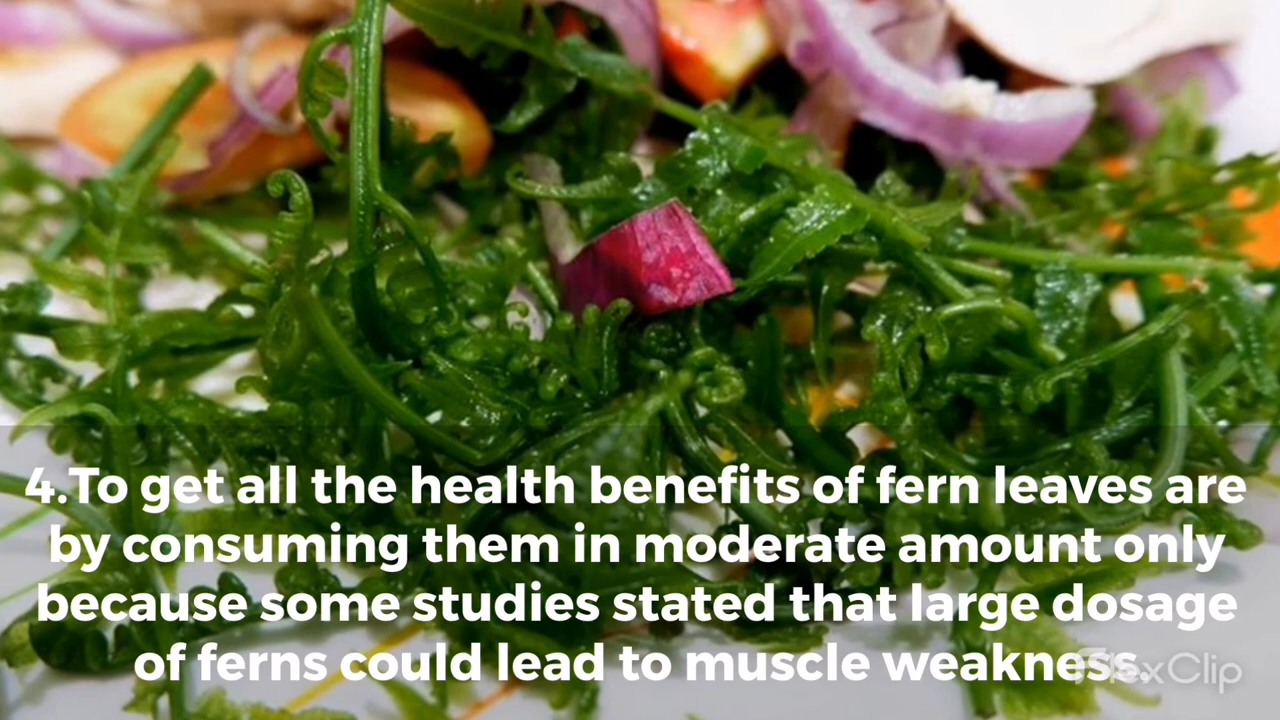 4.To get all the health benefits of fern leaves are
by consuming them in moderate amount only
because some studies stated that large dosage
of ferns could lead to muscle weakness.
FlexClip